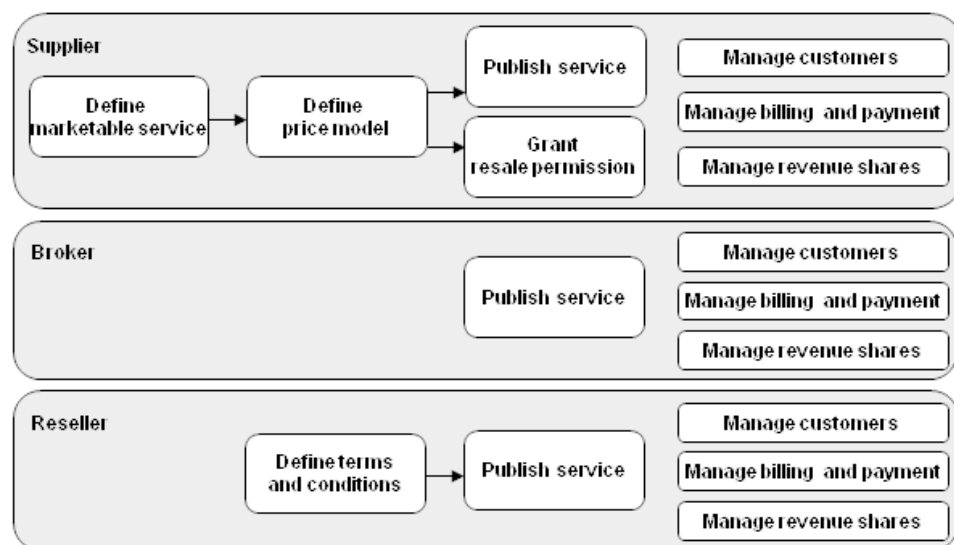 Supplier
Define
marketable service
Define
price model
Publish service
Grant
resale permission
Manage customers
Manage billing and payment
Manage revenue shares
Broker
Publish service
Manage customers
Manage billing and payment
Manage revenue shares
Reseller
Define terms
and conditions
Publish service
Manage customers
Manage billing and payment
Manage revenue shares